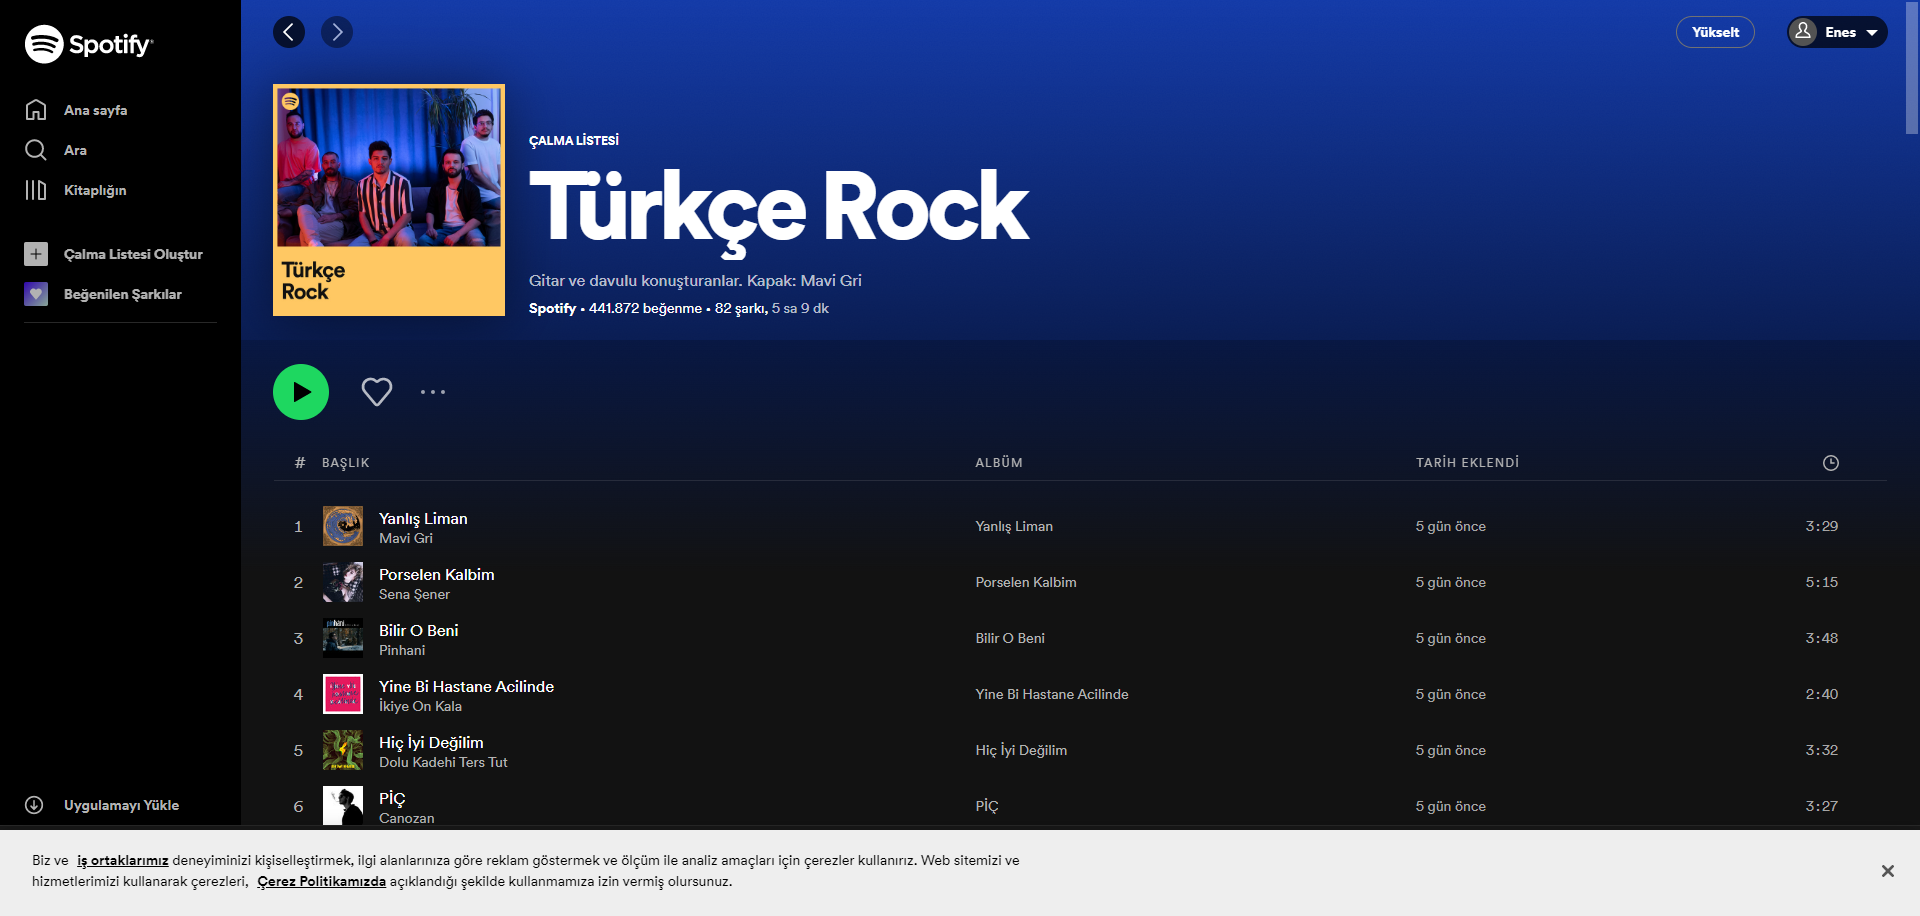 Spotify
Ana sayfa
Ara
Kitaplığın
Çalma Listesi Oluştur
Beğenilen Şarkılar
Uygulamayı Yükle
Yükselt
Enes
Türkçe
Rock
ÇALMA LİSTESİ
Türkçe Rock
Gitar ve davulu konuşturanlar. Kapak: Mavi Gri
Spotify • 441.872 beğenme • 82 şarkı, 5 sa 9 dk
# BAŞLIK ALBÜM TARİH EKLENDİ
1 Yanlış Liman Yanlış Liman 5 gün önce 3:29
Mavi Gri
2 Porselen Kalbim Porselen Kalbim 5 gün önce 5:15
Sena Şener
3 Bilir O Beni Bilir O Beni 5 gün önce 3:48
Pinhani
4 Yine Bi Hastane Acilinde Yine Bi Hastane Acilinde 5 gün önce 2:40
İkiye On Kala
5 Hiç İyi Değilim Hiç İyi Değilim 5 gün önce 3:32
Dolu Kadehi Ters Tut
6 PİÇ PİÇ 5 gün önce 3:27
Canozan
Biz ve iş ortaklarımız deneyiminizi kişiselleştirmek, ilgi alanlarınıza göre reklam göstermek ve ölçüm ile analiz amaçları için çerezler kullanırız. Web sitemizi ve
hizmetlerimizi kullanarak çerezleri, Çerez Politikamızda açıklandığı şekilde kullanmamıza izin vermiş olursunuz.